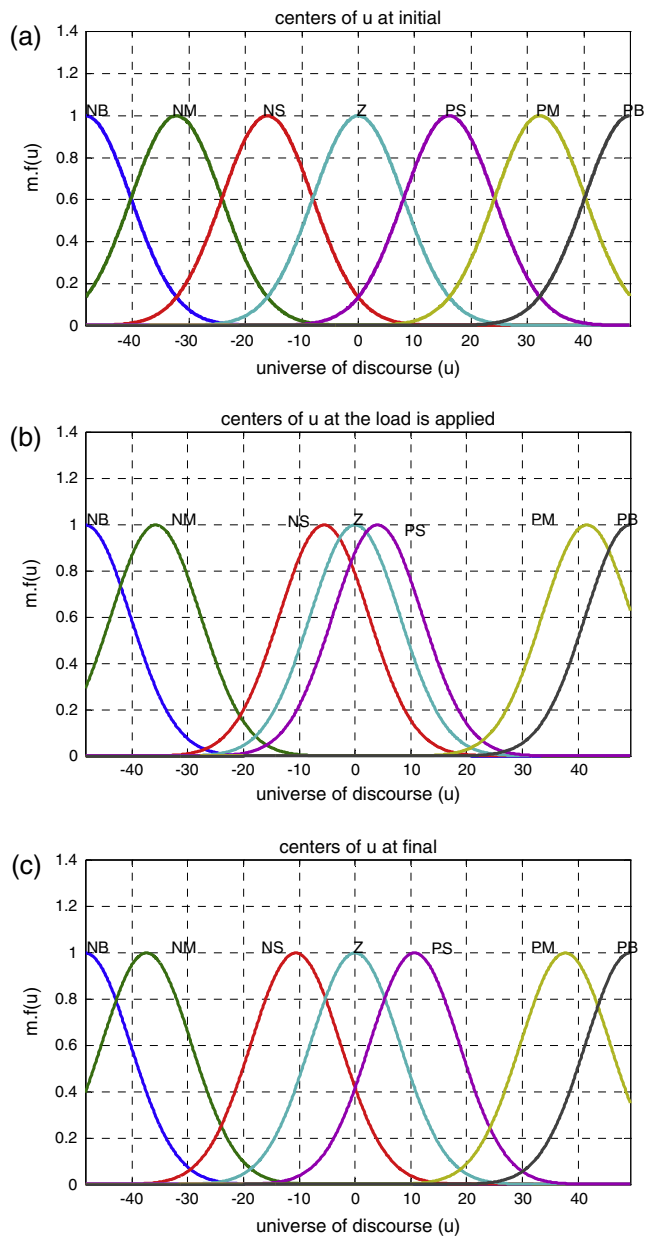 (a)
centers of u at initial
1.4
1.2
1
0.8
0.6
0.4
0.2
0
m.f(u)
NB NM NS Z PS PM PB
-40 -30 -20 -10 0 10 20 30 40
universe of discourse (u)
(b)
centers of u at the load is applied
1.4
1.2
1
0.8
0.6
0.4
0.2
0
m.f(u)
NB NM NS Z PS PM PB
-40 -30 -20 -10 0 10 20 30 40
universe of discourse (u)
(c)
centers of u at final
1.4
1.2
1
0.8
0.6
0.4
0.2
0
m.f(u)
NB NM NS Z PS PM PB
-40 -30 -20 -10 0 10 20 30 40
universe of discourse (u)